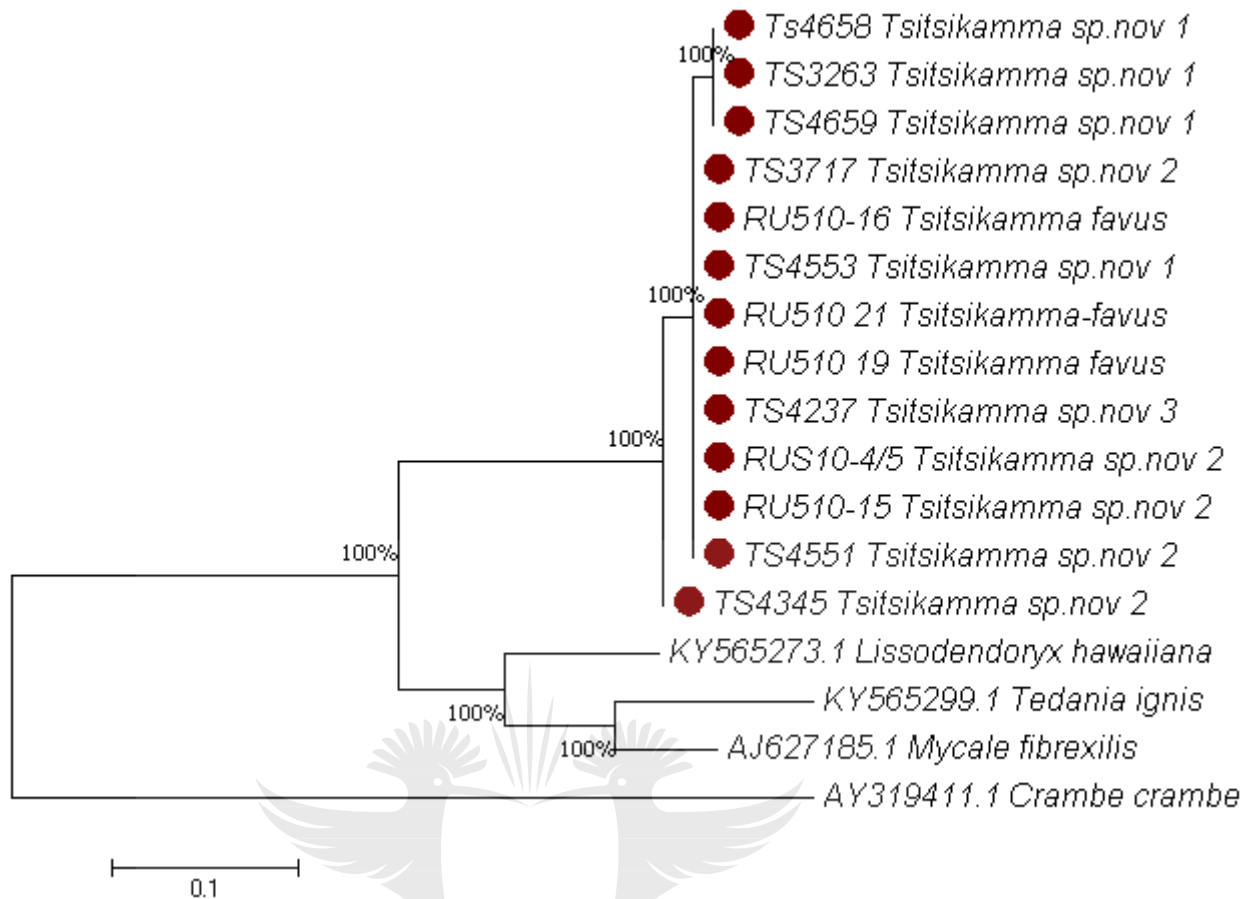 Ts4658 Tsitsikamma sp.nov 1
100%
TS3263 Tsitsikamma sp.nov 1
TS4659 Tsitsikamma sp.nov 1
TS3717 Tsitsikamma sp.nov 2
RU510-16 Tsitsikamma favus
TS4553 Tsitsikamma sp.nov 1
100%
RU510 21 Tsitsikamma-favus
RU510 19 Tsitsikamma favus
TS4237 Tsitsikamma sp.nov 3
100%
RUS10-4/5 Tsitsikamma sp.nov 2
RU510-15 Tsitsikamma sp.nov 2
100%
TS4551 Tsitsikamma sp.nov 2
TS4345 Tsitsikamma sp.nov 2
KY565273.1 Lissodendoryx hawaiiana
KY565299.1 Tedania ignis
100%
100%
AJ627185.1 Mycale fibrexilis
AY319411.1 Crambe crambe
0.1